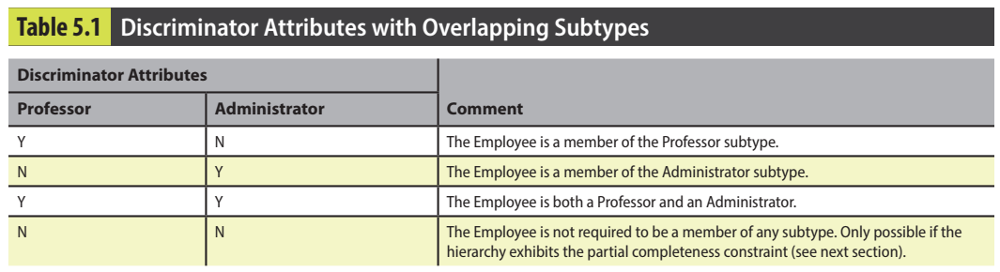 Table 5.1 Discriminator Attributes with Overlapping Subtypes
Discriminator Attributes
Professor Administrator Comment
Y N The Employee is a member of the Professor subtype.
N Y The Employee is a member of the Administrator subtype.
Y Y The Employee is both a Professor and an Administrator.
N N The Employee is not required to be a member of any subtype. Only possible if the
hierarchy exhibits the partial completeness constraint (see next section).